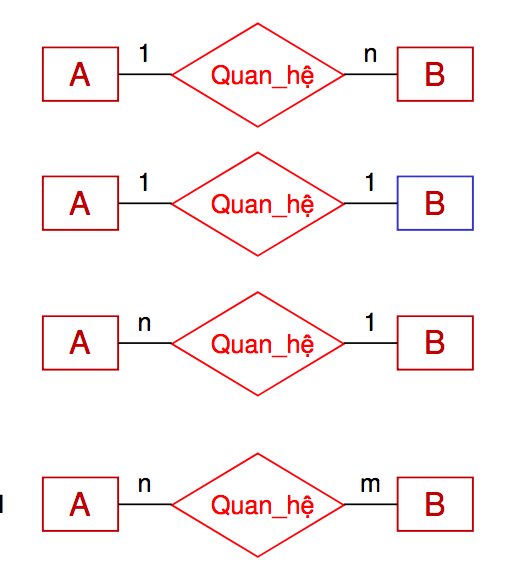 A 1 Quan_hệ n B
A 1 Quan_hệ 1 B
A n Quan_hệ 1 B
A n Quan_hệ m B